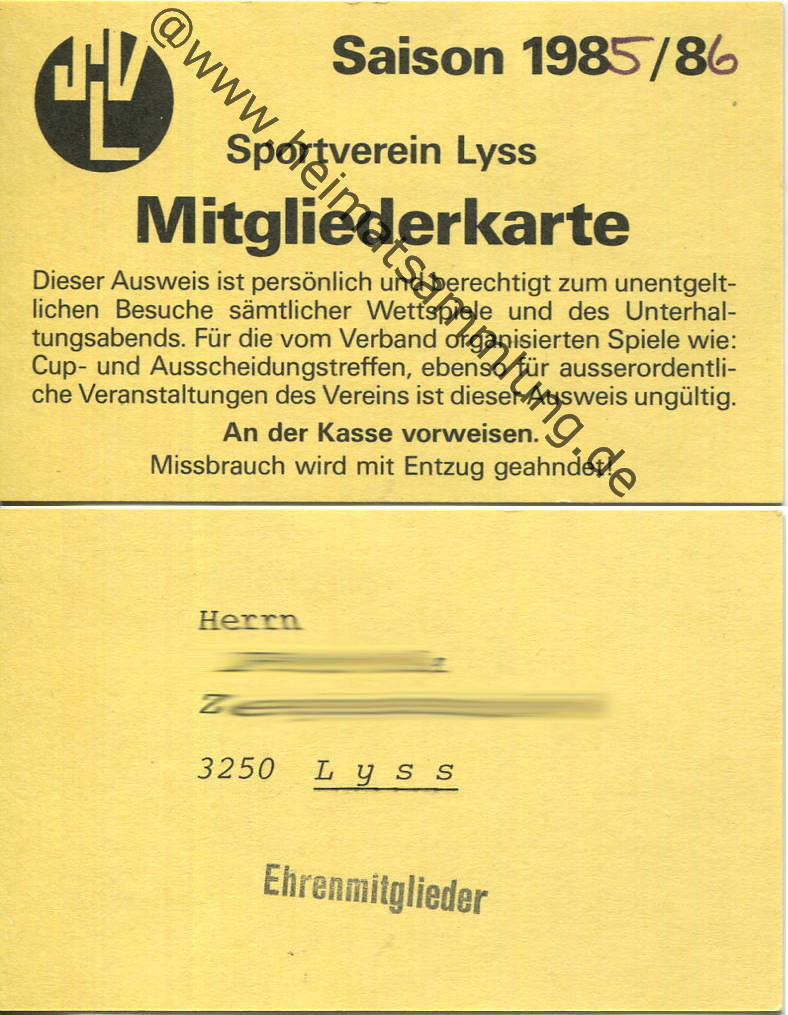 SVL
Saison 1985/86
Sportverein Lyss
Mitgliederkarte
Dieser Ausweis ist persönlich und berechtigt zum unentgelt-
lichen Besuche sämtlicher Wettspiele und des Unterhal-
tungsabends. Für die vom Verband organisierten Spiele wie:
Cup- und Ausscheidungstreffen, ebenso für ausserordentli-
che Veranstaltungen des Vereins ist dieser Ausweis ungültig.
An der Kasse vorweisen.
Missbrauch wird mit Entzug geahndet!
@www.heimatsammlung.de
Herrn
3250 Lyss
Ehrenmitglieder